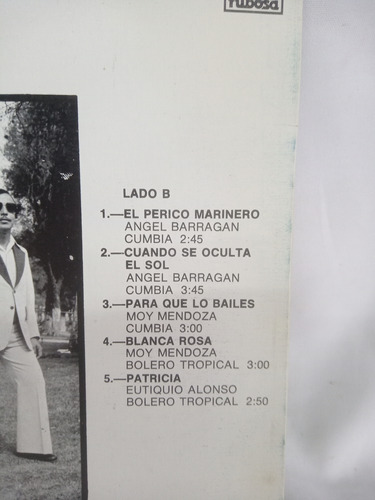 rubosa
LADO B
1.—EL PERICO MARINERO
ANGEL BARRAGAN
CUMBIA 2:45
2.—CUANDO SE OCULTA
EL SOL
ANGEL BARRAGAN
CUMBIA 3:45
3.—PARA QUE LO BAILES
MOY MENDOZA
CUMBIA 3:00
4.—BLANCA ROSA
MOY MENDOZA
BOLERO TROPICAL 3:00
5.—PATRICIA
EUTIQUIO ALONSO
BOLERO TROPICAL 2:50